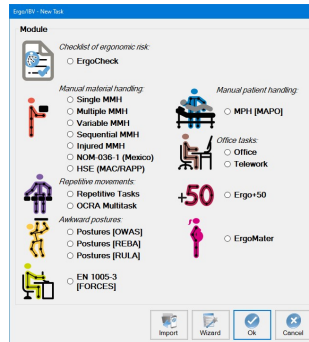 Ergo/IBV - New Task
Module
Checklist of ergonomic risk:
ErgoCheck
Manual material handling:
Single MMH
Multiple MMH
Variable MMH
Sequential MMH
Injured MMH
NOM-036-1 (Mexico)
HSE (MAC/RAPP)
Repetitive movements:
Repetitive Tasks
OCRA Multitask
Awkward postures:
Postures [OWAS]
Postures [REBA]
Postures [RULA]
EN 1005-3
[FORCES]
Manual patient handling:
MPH [MAPO]
Office tasks:
Office
Telework
+50
Ergo+50
ErgoMater
Import
Wizard
Ok
Cancel